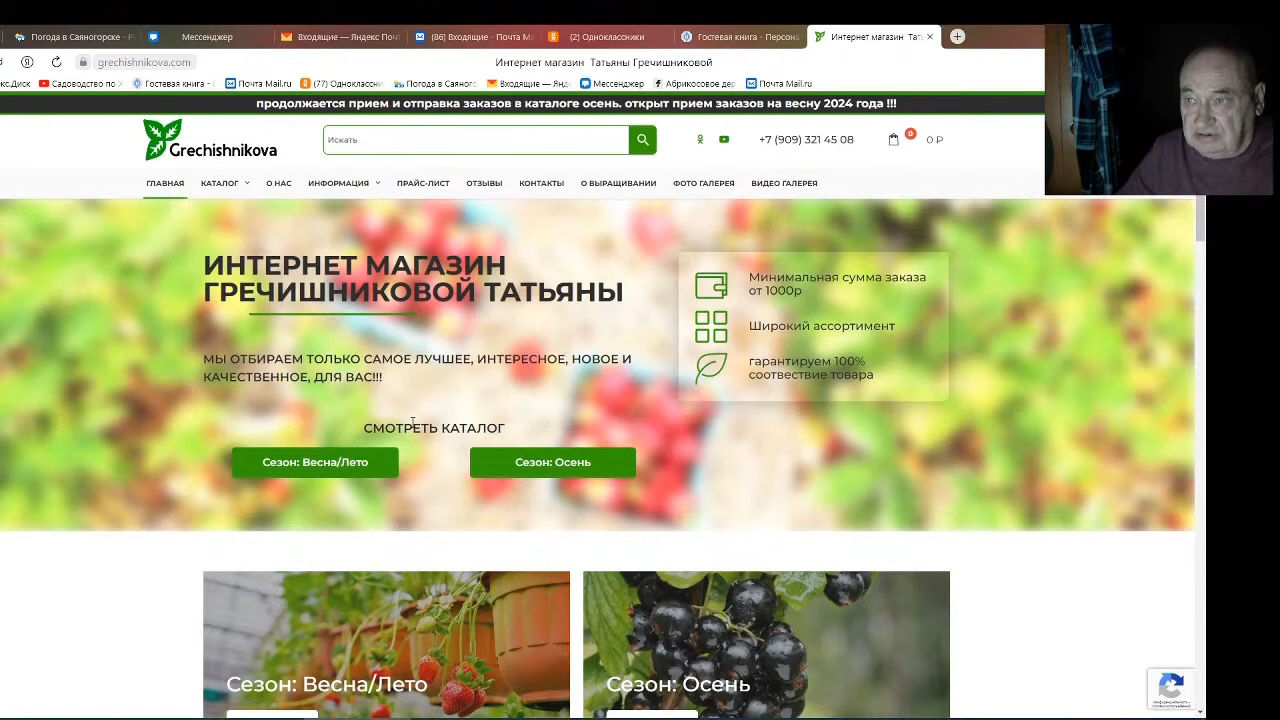 Погода в Саяногорске - Р
Мессенджер
Входящие — Яндекс Почт
(86) Входящие - Почта М
(2) Одноклассники
Гостевая книга - Персона
Интернет магазин Тать
grechishnikova.com
Интернет магазин Татьяны Гречишниковой
с.Диск
Садоводство по
Гостевая книга -
Почта Mail.ru
(77) Одноклассни
Погода в Саяного
Входящие — Янд
Мессенджер
Абрикосовое дер
Почта Mail.ru
продолжается прием и отправка заказов в каталоге осень. открыт прием заказов на весну 2024 года !!!
Grechishnikova
Искать
+7 (909) 321 45 08
0
0 ₽
ГЛАВНАЯ
КАТАЛОГ
О НАС
ИНФОРМАЦИЯ
ПРАЙС-ЛИСТ
ОТЗЫВЫ
КОНТАКТЫ
О ВЫРАЩИВАНИИ
ФОТО ГАЛЕРЕЯ
ВИДЕО ГАЛЕРЕЯ
ИНТЕРНЕТ МАГАЗИН
ГРЕЧИШНИКОВОЙ ТАТЬЯНЫ
МЫ ОТБИРАЕМ ТОЛЬКО САМОЕ ЛУЧШЕЕ, ИНТЕРЕСНОЕ, НОВОЕ И
КАЧЕСТВЕННОЕ, ДЛЯ ВАС!!!
СМОТРЕТЬ КАТАЛОГ
Сезон: Весна/Лето
Сезон: Осень
Минимальная сумма заказа
от 1000р
Широкий ассортимент
гарантируем 100%
соотвествие товара
Сезон: Весна/Лето
Сезон: Осень